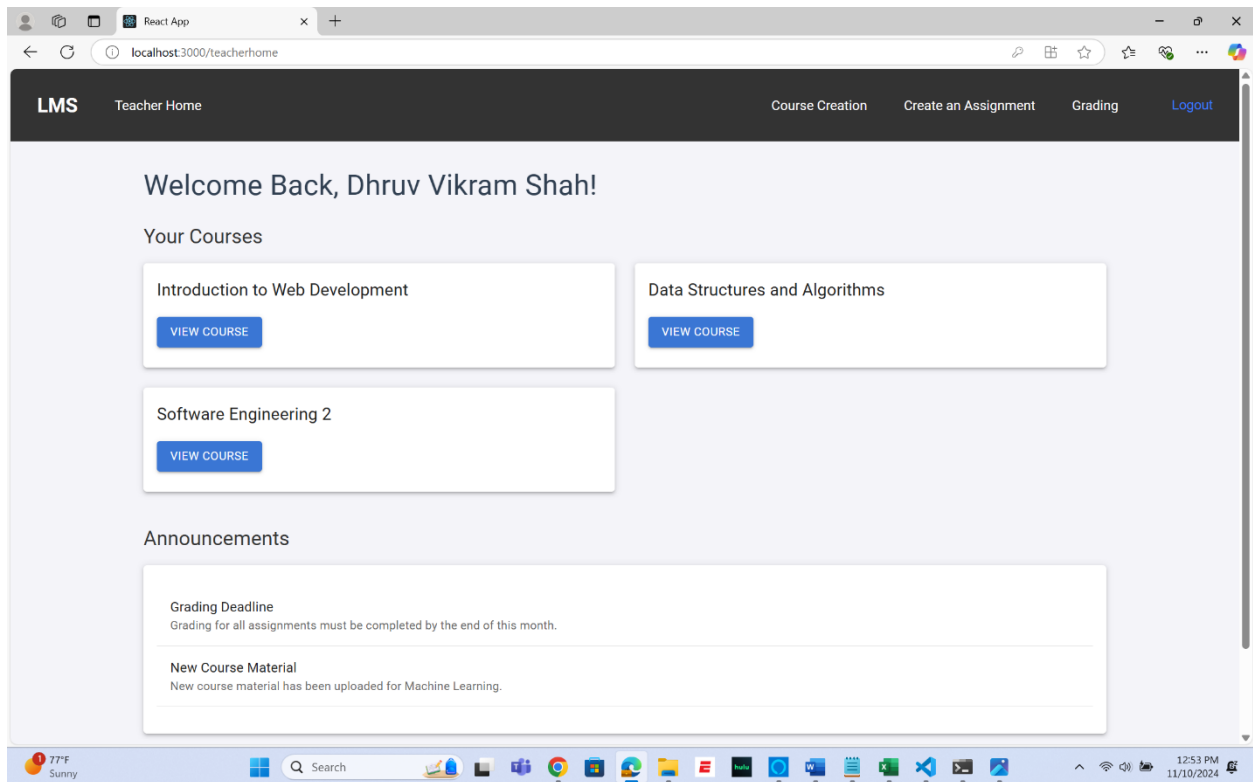 React App
localhost:3000/teacherhome
LMS
Teacher Home
Course Creation
Create an Assignment
Grading
Logout
Welcome Back, Dhruv Vikram Shah!
Your Courses
Introduction to Web Development
VIEW COURSE
Data Structures and Algorithms
VIEW COURSE
Software Engineering 2
VIEW COURSE
Announcements
Grading Deadline
Grading for all assignments must be completed by the end of this month.
New Course Material
New course material has been uploaded for Machine Learning.
1
77°F
Sunny
Search
hulu
12:53 PM
11/10/2024